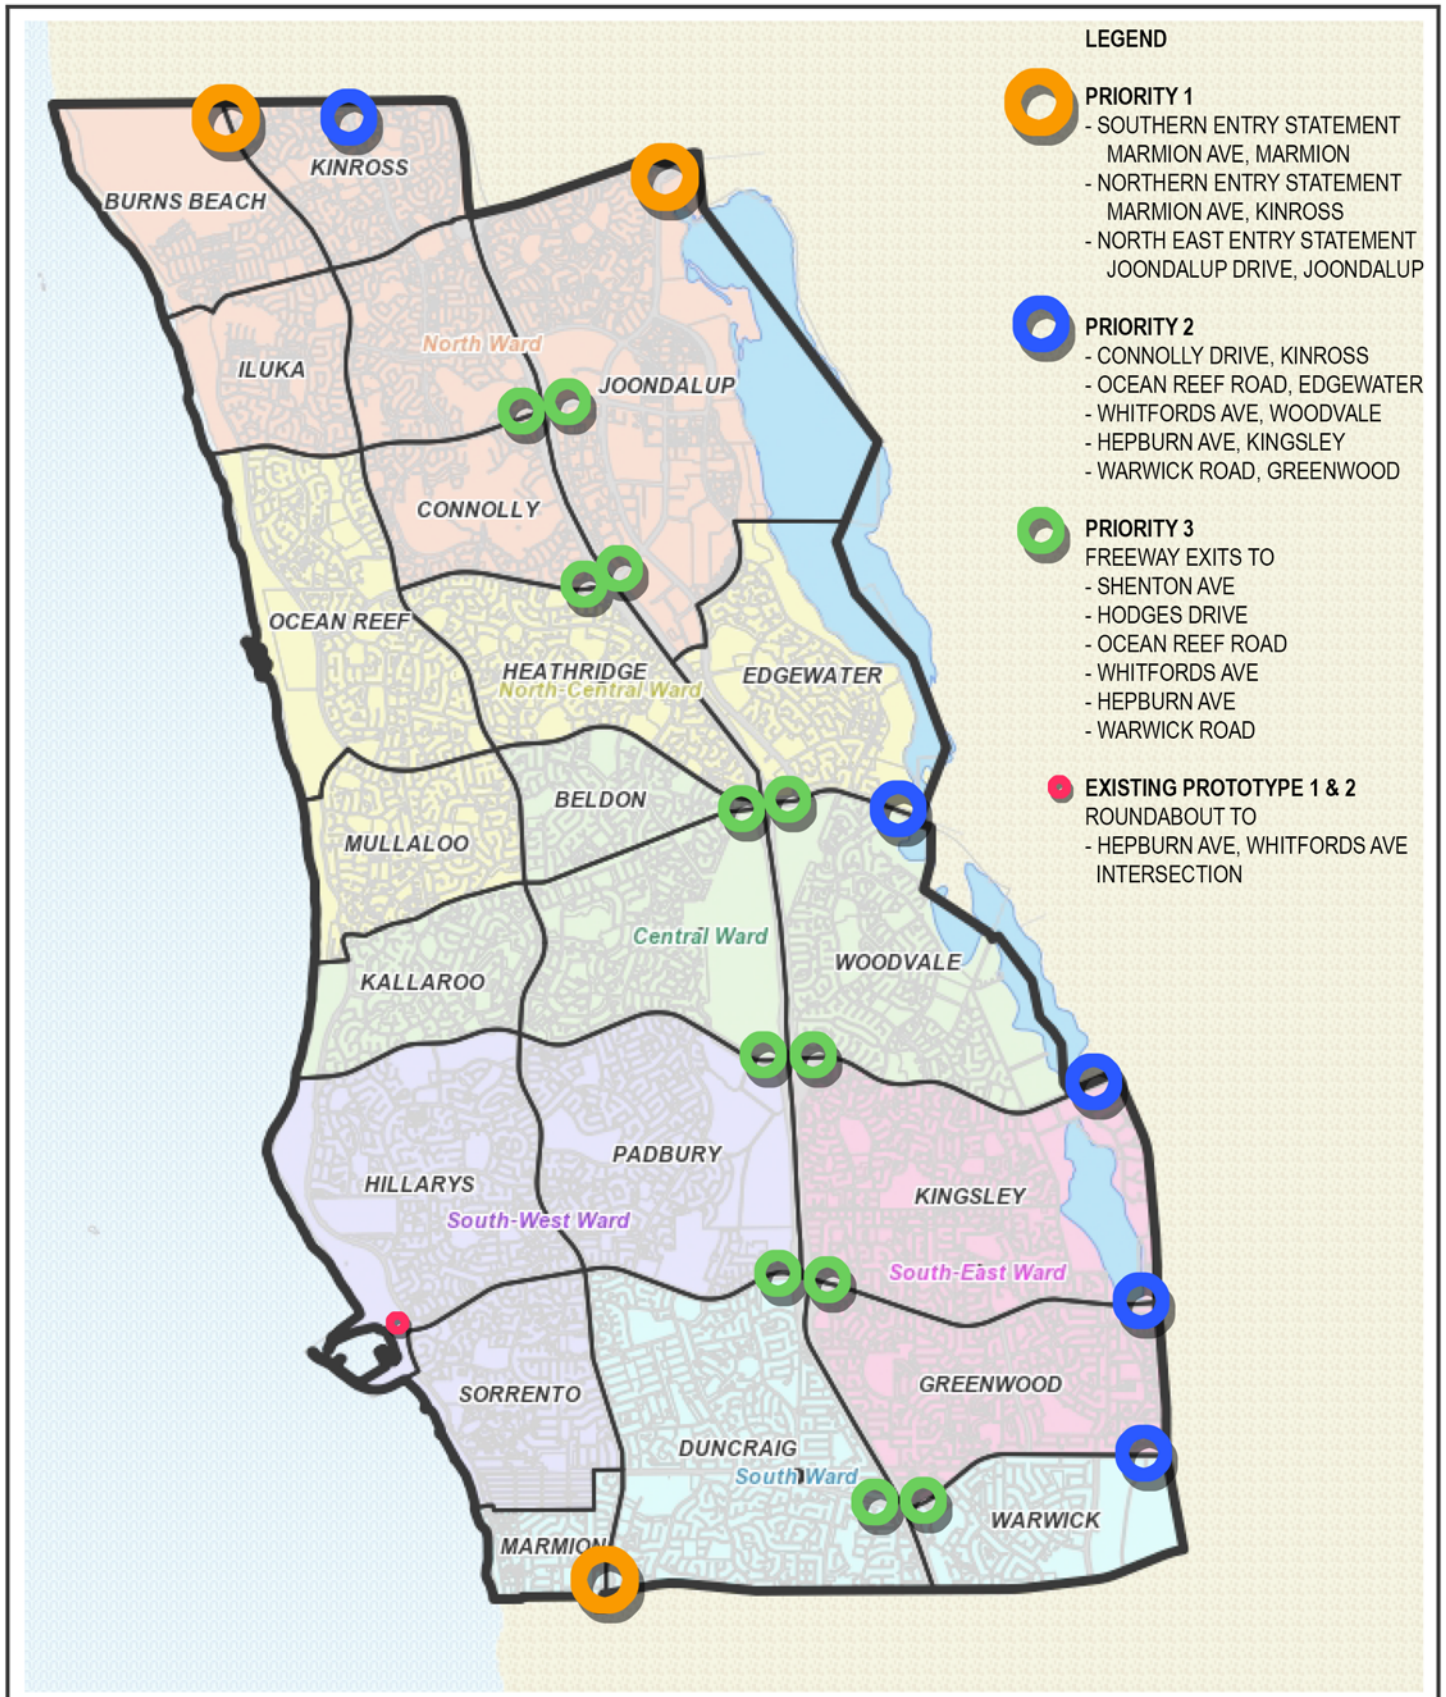 LEGEND
PRIORITY 1
- SOUTHERN ENTRY STATEMENT
MARMION AVE, MARMION
- NORTHERN ENTRY STATEMENT
MARMION AVE, KINROSS
- NORTH EAST ENTRY STATEMENT
JOONDALUP DRIVE, JOONDALUP
PRIORITY 2
- CONNOLLY DRIVE, KINROSS
- OCEAN REEF ROAD, EDGEWATER
- WHITFORDS AVE, WOODVALE
- HEPBURN AVE, KINGSLEY
- WARWICK ROAD, GREENWOOD
PRIORITY 3
FREEWAY EXITS TO
- SHENTON AVE
- HODGES DRIVE
- OCEAN REEF ROAD
- WHITFORDS AVE
- HEPBURN AVE
- WARWICK ROAD
EXISTING PROTOTYPE 1 & 2
ROUNDABOUT TO
- HEPBURN AVE, WHITFORDS AVE
INTERSECTION
KINROSS
BURNS BEACH
North Ward
ILUKA
JOONDALUP
CONNOLLY
OCEAN REEF
HEATHRIDGE
EDGEWATER
North-Central Ward
BELDON
MULLALOO
Central Ward
WOODVALE
KALLAROO
PADBURY
HILLARYS
KINGSLEY
South-West Ward
South-East Ward
GREENWOOD
SORRENTO
DUNCRAIG
South Ward
WARWICK
MARMION